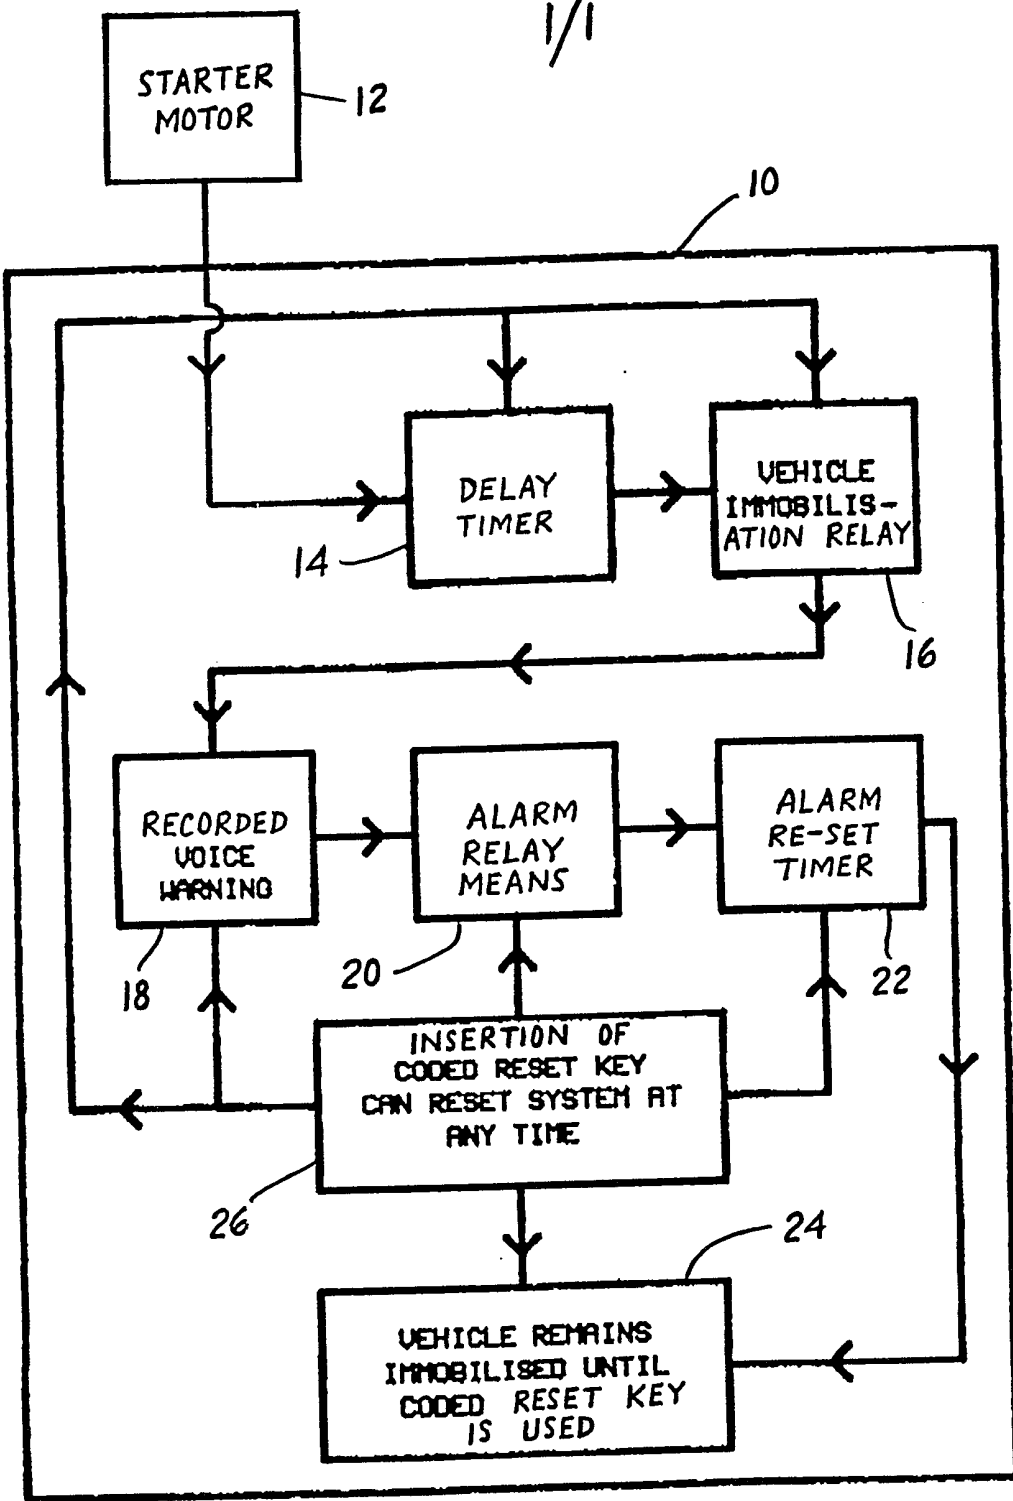 1/1
STARTER
MOTOR
12
10
DELAY
TIMER
14
VEHICLE
IMMOBILIS-
ATION RELAY
16
RECORDED
VOICE
WARNING
18
ALARM
RELAY
MEANS
20
ALARM
RE-SET
TIMER
22
INSERTION OF
CODED RESET KEY
CAN RESET SYSTEM AT
ANY TIME
26
24
VEHICLE REMAINS
IMMOBILISED UNTIL
CODED RESET KEY
IS USED